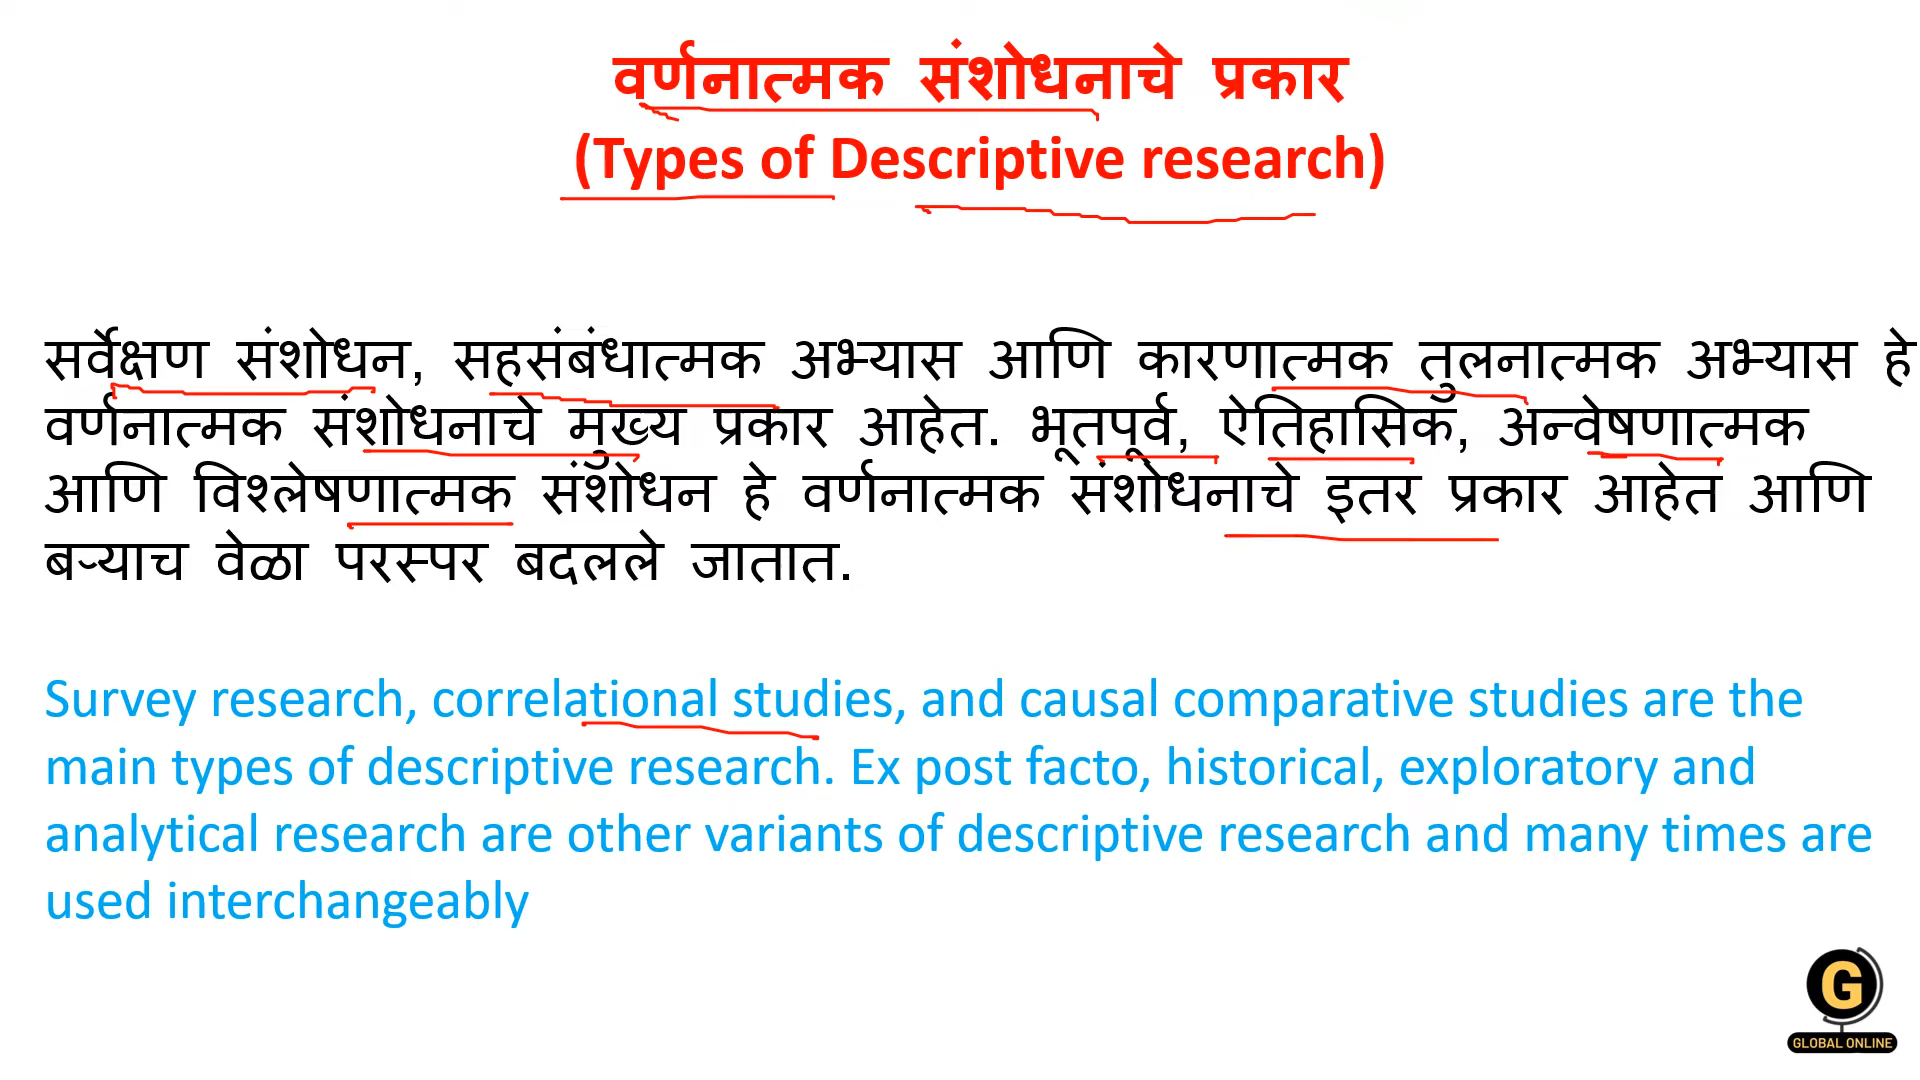 वर्णनात्मक संशोधनाचे प्रकार
(Types of Descriptive research)
सर्वेक्षण संशोधन, सहसंबंधात्मक अभ्यास आणि कारणात्मक तुलनात्मक अभ्यास हे
वर्णनात्मक संशोधनाचे मुख्य प्रकार आहेत. भूतपूर्व, ऐतिहासिक, अन्वेषणात्मक
आणि विश्लेषणात्मक संशोधन हे वर्णनात्मक संशोधनाचे इतर प्रकार आहेत आणि
बऱ्याच वेळा परस्पर बदलले जातात.
Survey research, correlational studies, and causal comparative studies are the
main types of descriptive research. Ex post facto, historical, exploratory and
analytical research are other variants of descriptive research and many times are
used interchangeably
G
GLOBAL ONLINE